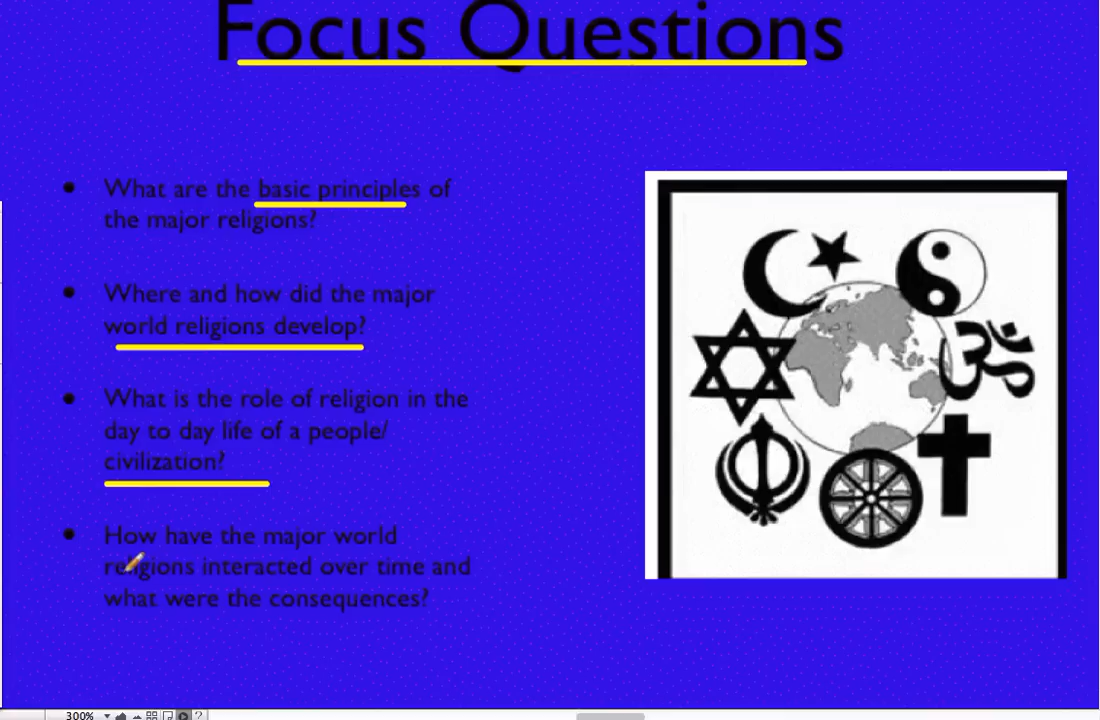 Focus Questions
• What are the basic principles of
the major religions?
• Where and how did the major
world religions develop?
• What is the role of religion in the
day to day life of a people/
civilization?
• How have the major world
religions interacted over time and
what were the consequences?
300%